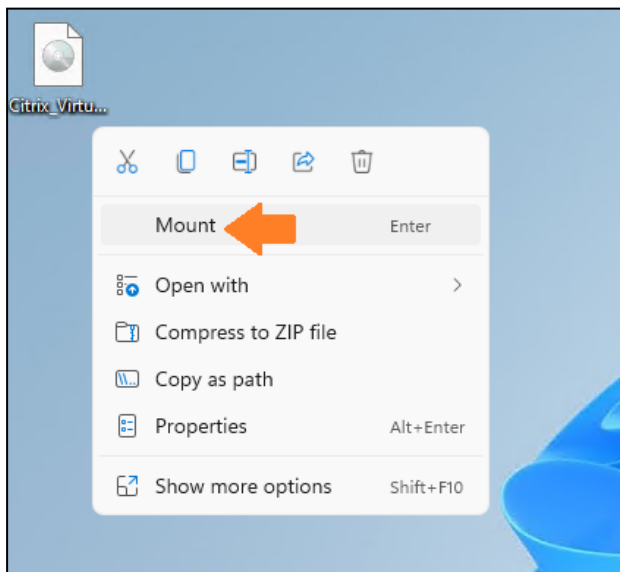 Citrix_Virtu...
Mount Enter
Open with
Compress to ZIP file
Copy as path
Properties Alt+Enter
Show more options Shift+F10